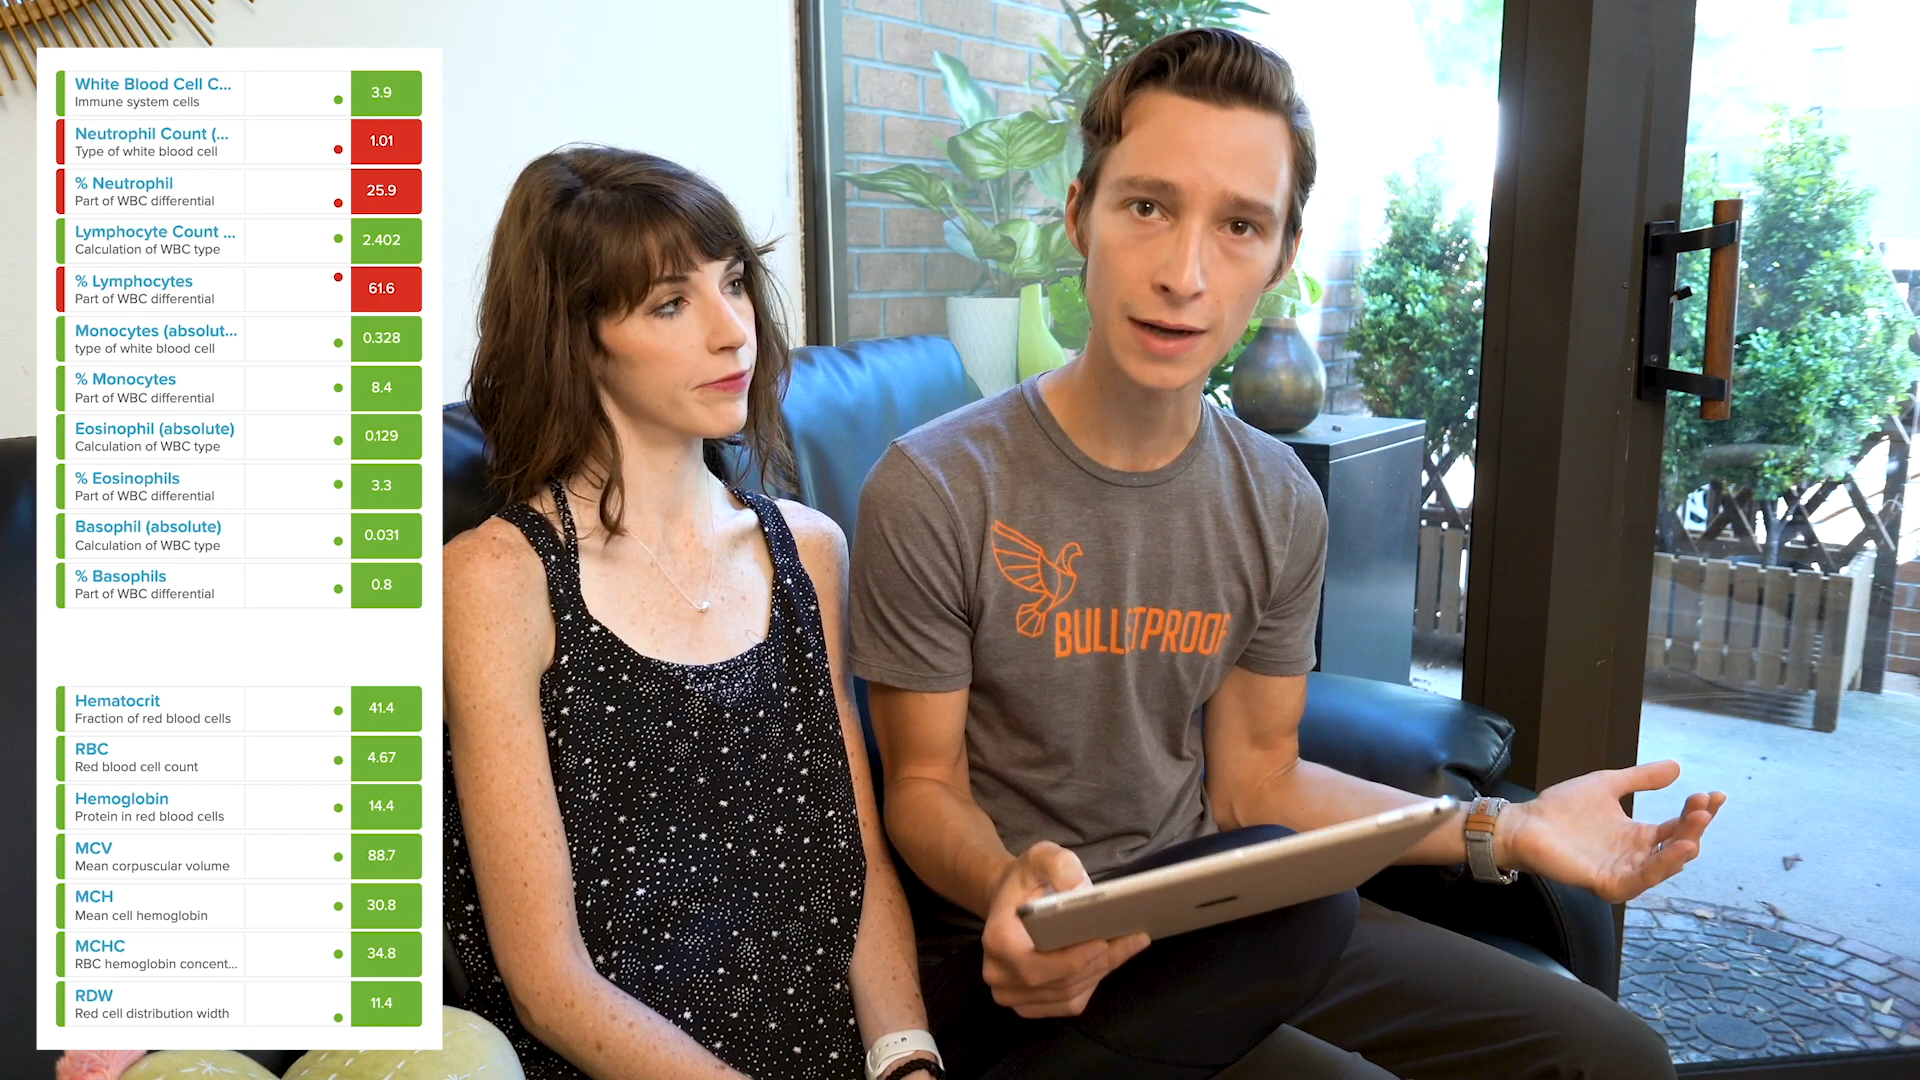 White Blood Cell C...
Immune system cells
3.9
Neutrophil Count (...
Type of white blood cell
1.01
% Neutrophil
Part of WBC differential
25.9
Lymphocyte Count ...
Calculation of WBC type
2.402
% Lymphocytes
Part of WBC differential
61.6
Monocytes (absolut...
type of white blood cell
0.328
% Monocytes
Part of WBC differential
8.4
Eosinophil (absolute)
Calculation of WBC type
0.129
% Eosinophils
Part of WBC differential
3.3
Basophil (absolute)
Calculation of WBC type
0.031
% Basophils
Part of WBC differential
0.8
Hematocrit
Fraction of red blood cells
41.4
RBC
Red blood cell count
4.67
Hemoglobin
Protein in red blood cells
14.4
MCV
Mean corpuscular volume
88.7
MCH
Mean cell hemoglobin
30.8
MCHC
RBC hemoglobin concent...
34.8
RDW
Red cell distribution width
11.4
BULLETPROOF